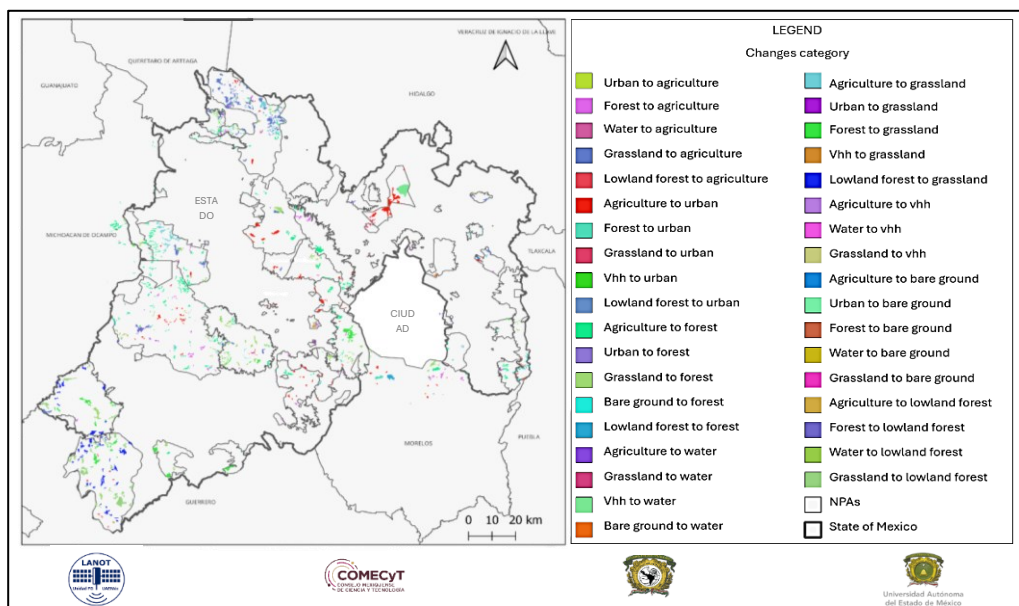 VERACRUZ DE IGNACIO DE LA LLAVE
QUERETARO DE ARTEAGA
GUANAJUATO
HIDALGO
ESTA
DO
MICHOACAN DE OCAMPO
TLAXCALA
CIUD
AD
MORELOS
PUEBLA
GUERRERO
0 10 20 km
LEGEND
Changes category
Urban to agriculture
Forest to agriculture
Water to agriculture
Grassland to agriculture
Lowland forest to agriculture
Agriculture to urban
Forest to urban
Grassland to urban
Vhh to urban
Lowland forest to urban
Agriculture to forest
Urban to forest
Grassland to forest
Bare ground to forest
Lowland forest to forest
Agriculture to water
Grassland to water
Vhh to water
Bare ground to water
Agriculture to grassland
Urban to grassland
Forest to grassland
Vhh to grassland
Lowland forest to grassland
Agriculture to vhh
Water to vhh
Grassland to vhh
Agriculture to bare ground
Urban to bare ground
Forest to bare ground
Water to bare ground
Grassland to bare ground
Agriculture to lowland forest
Forest to lowland forest
Water to lowland forest
Grassland to lowland forest
NPAs
State of Mexico
LANOT
COMECyT
CONSEJO MEXIQUENSE
DE CIENCIA Y TECNOLOGÍA
Universidad Autónoma
del Estado de México